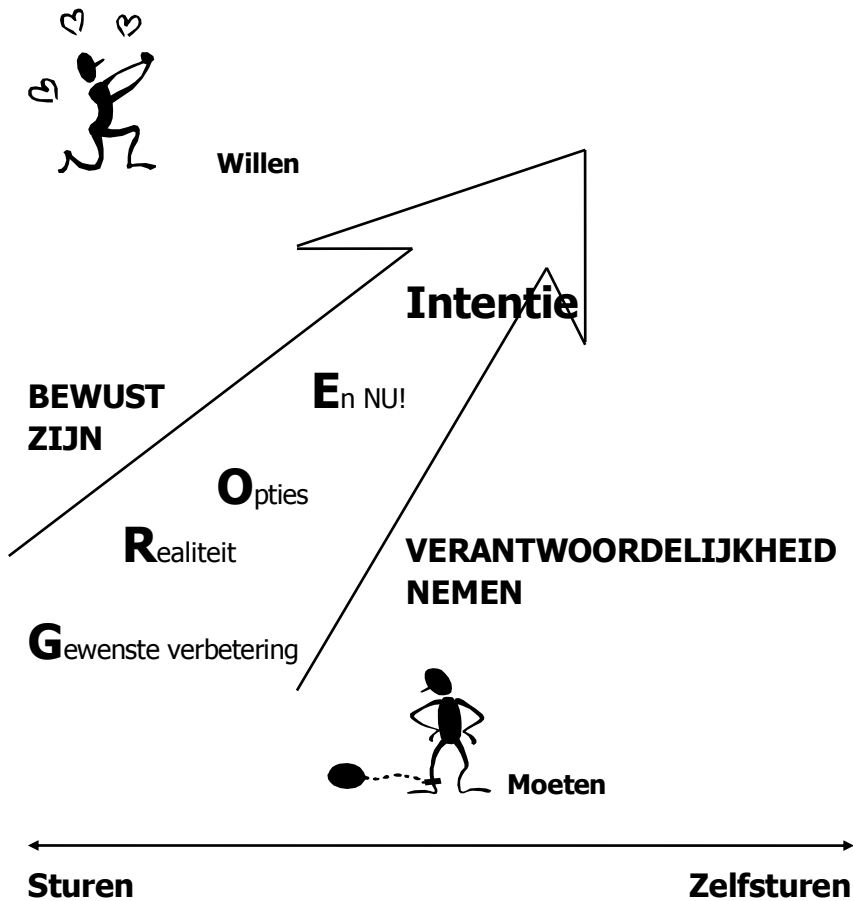 Willen
Intentie
En NU!
BEWUST
ZIJN
Opties
Realiteit
VERANTWOORDELIJKHEID
NEMEN
Gewenste verbetering
Moeten
Sturen
Zelfsturen